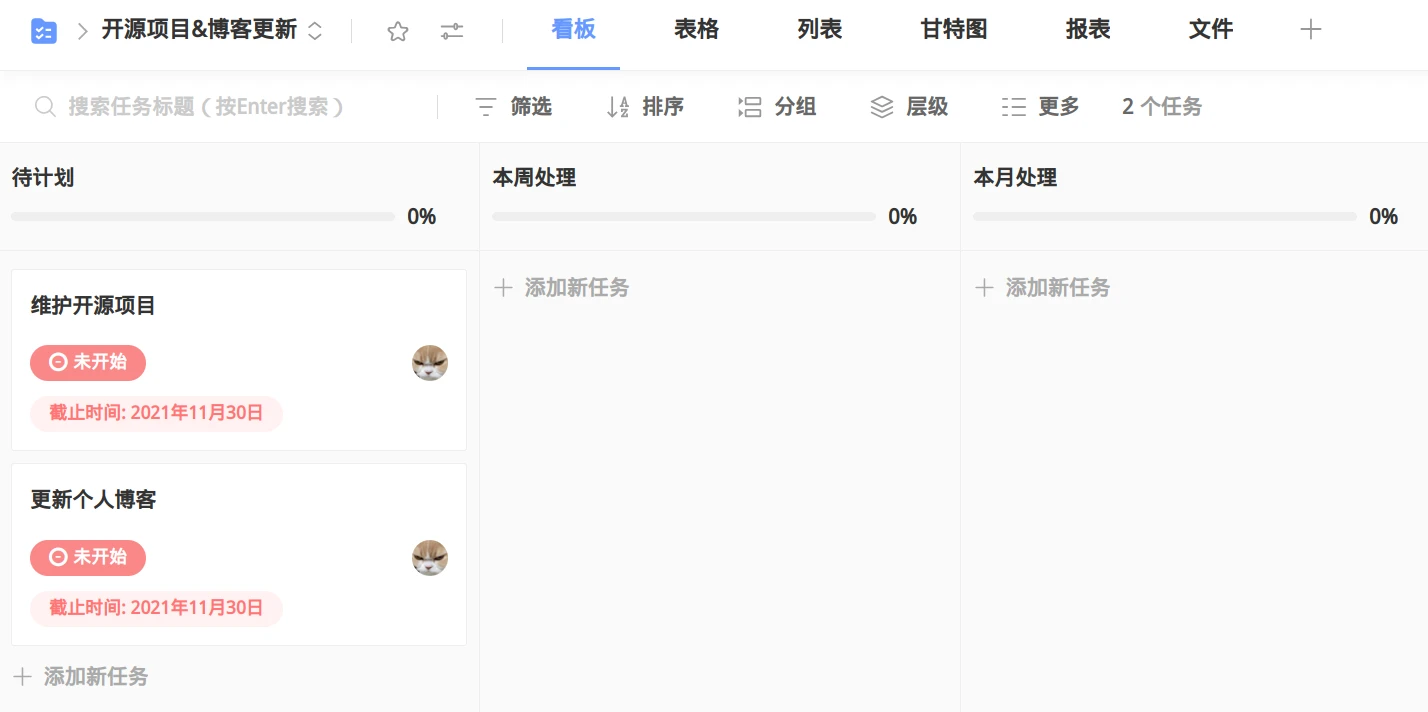 开源项目&博客更新
看板 表格 列表 甘特图 报表 文件
搜索任务标题（按Enter搜索） 筛选 排序 分组 层级 更多 2 个任务
待计划
0%
维护开源项目
未开始
截止时间: 2021年11月30日
更新个人博客
未开始
截止时间: 2021年11月30日
添加新任务
本周处理
0%
添加新任务
本月处理
0%
添加新任务